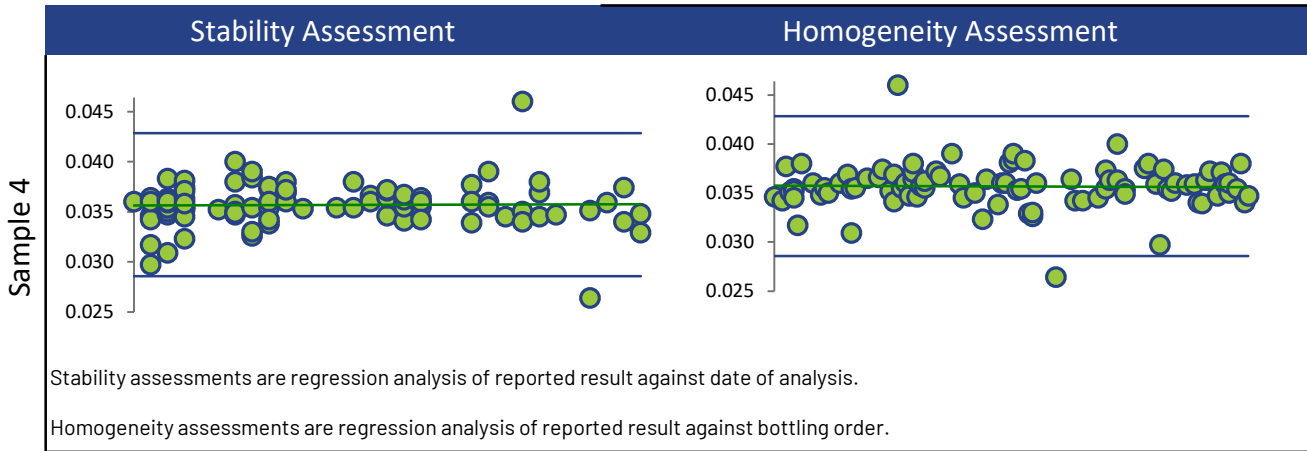 Stability Assessment
Homogeneity Assessment
Sample 4
0.045
0.040
0.035
0.030
0.025
0.045
0.040
0.035
0.030
0.025
Stability assessments are regression analysis of reported result against date of analysis.
Homogeneity assessments are regression analysis of reported result against bottling order.